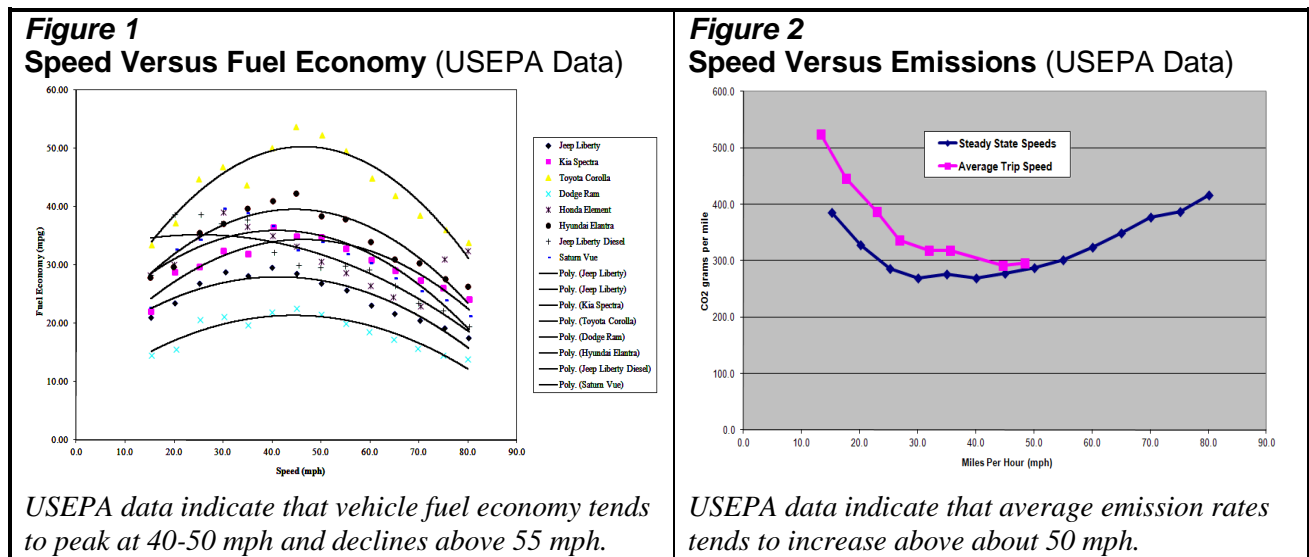 Figure 1
Speed Versus Fuel Economy (USEPA Data)
60.00
50.00
40.00
30.00
20.00
10.00
0.00
Fuel Economy (mpg)
0.0 10.0 20.0 30.0 40.0 50.0 60.0 70.0 80.0 90.0
Speed (mph)
Jeep Liberty
Kia Spectra
Toyota Corolla
Dodge Ram
Honda Element
Hyundai Elantra
Jeep Liberty Diesel
Saturn Vue
Poly. (Jeep Liberty)
Poly. (Jeep Liberty)
Poly. (Kia Spectra)
Poly. (Toyota Corolla)
Poly. (Dodge Ram)
Poly. (Hyundai Elantra)
Poly. (Jeep Liberty Diesel)
Poly. (Saturn Vue)
USEPA data indicate that vehicle fuel economy tends
to peak at 40-50 mph and declines above 55 mph.
Figure 2
Speed Versus Emissions (USEPA Data)
600.0
500.0
400.0
300.0
200.0
100.0
0.0
CO2 grams per mile
Steady State Speeds
Average Trip Speed
0.0 10.0 20.0 30.0 40.0 50.0 60.0 70.0 80.0 90.0
Miles Per Hour (mph)
USEPA data indicate that average emission rates
tends to increase above about 50 mph.